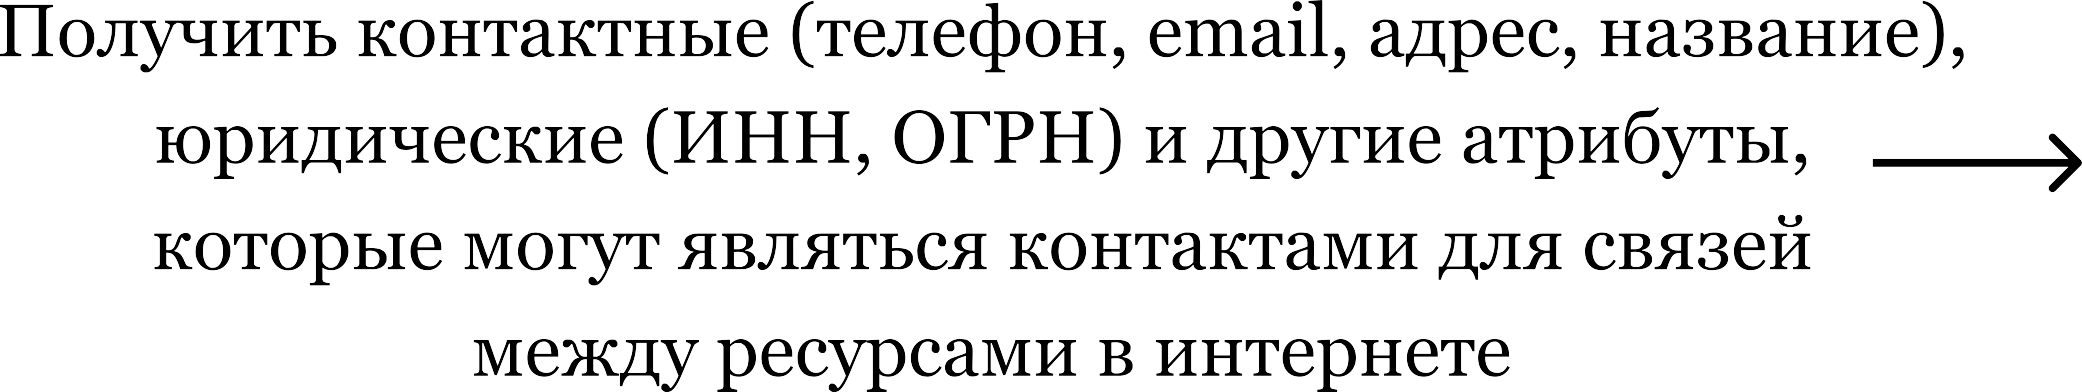 Получить контактные (телефон, email, адрес, название),
юридические (ИНН, ОГРН) и другие атрибуты,
которые могут являться контактами для связей
между ресурсами в интернете